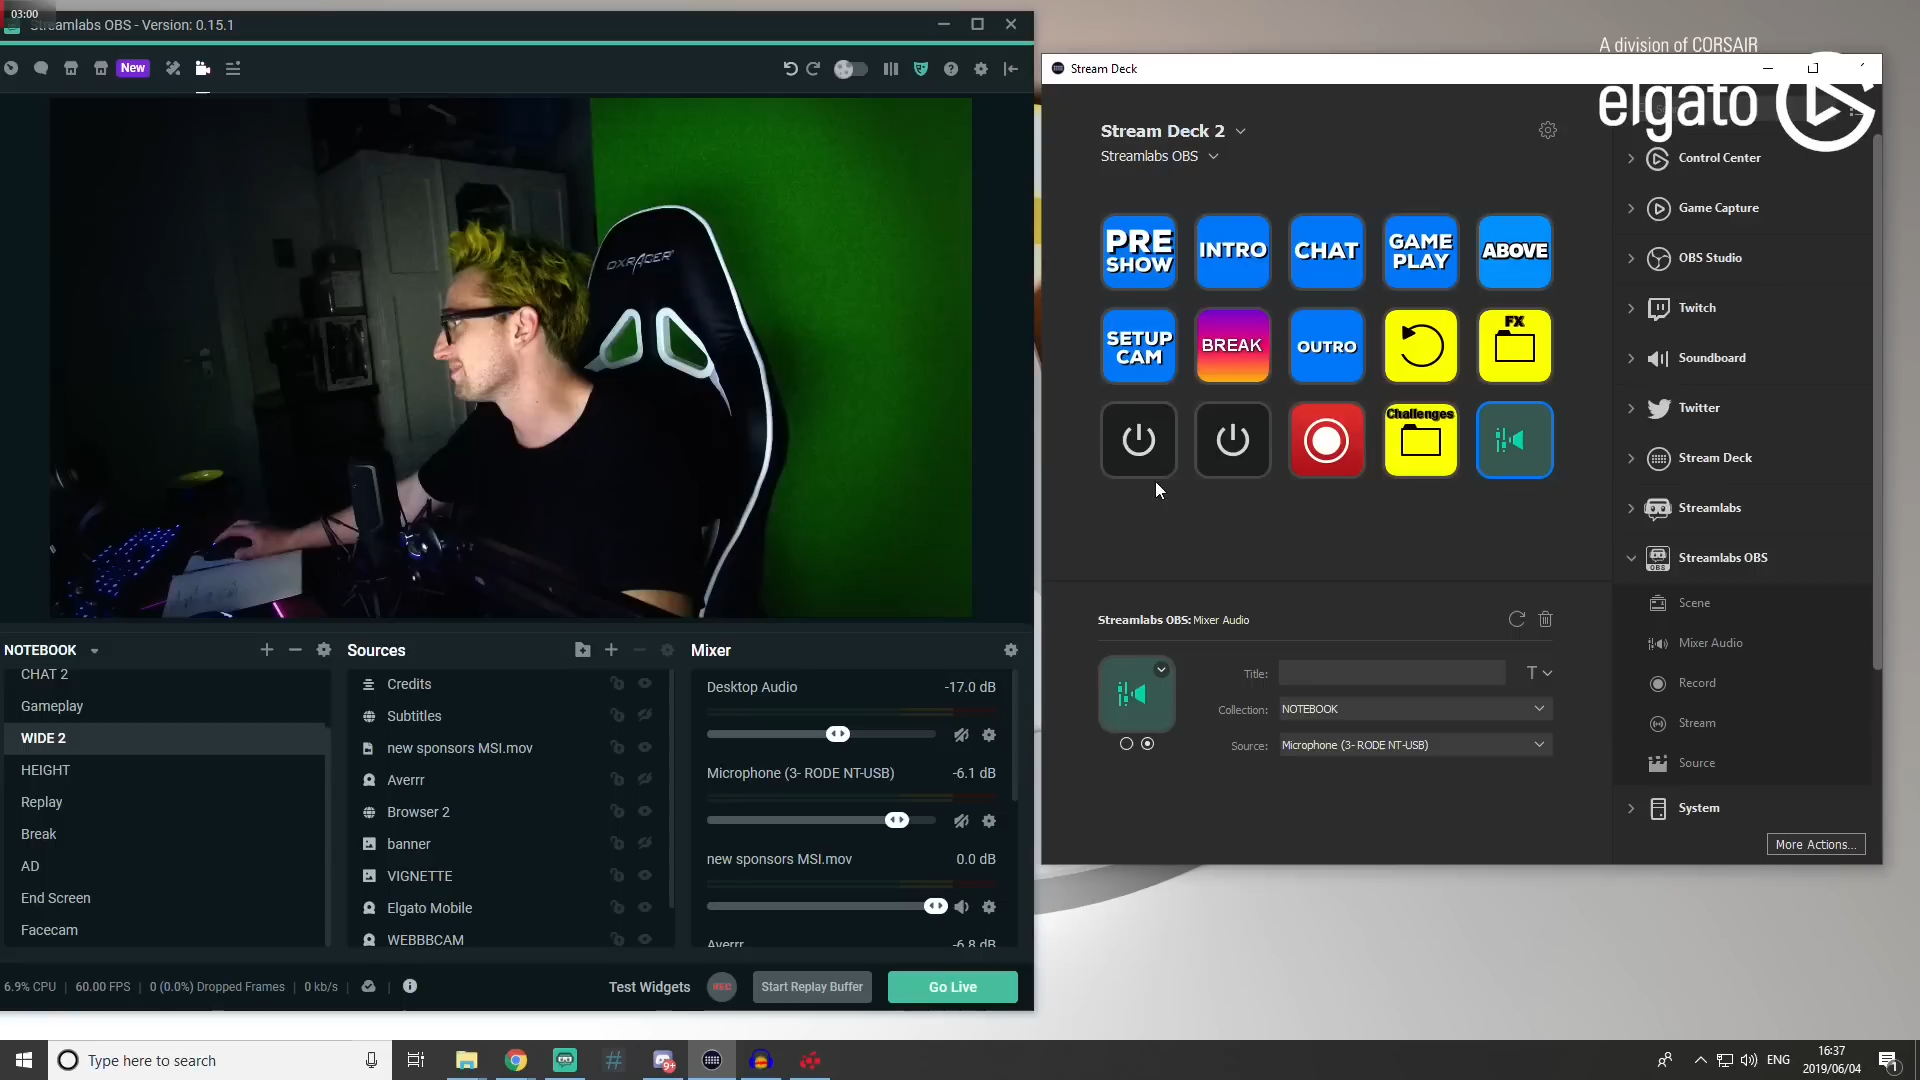 03:00
Streamlabs OBS - Version: 0.15.1
New
DXRACER
NOTEBOOK
CHAT 2
Gameplay
WIDE 2
HEIGHT
Replay
Break
AD
End Screen
Facecam
Sources
Credits
Subtitles
new sponsors MSI.mov
Averrr
Browser 2
banner
VIGNETTE
Elgato Mobile
WEBBBCAM
Mixer
Desktop Audio -17.0 dB
Microphone (3- RODE NT-USB) -6.1 dB
new sponsors MSI.mov 0.0 dB
Averrr -6.8 dB
6.9% CPU | 60.00 FPS | 0 (0.0%) Dropped Frames | 0 kb/s
Test Widgets
REC
Start Replay Buffer
Go Live
A division of CORSAIR
elgato
Stream Deck
Stream Deck 2
Streamlabs OBS
PRE SHOW
INTRO
CHAT
GAME PLAY
ABOVE
SETUP CAM
BREAK
OUTRO
FX
Challenges
Streamlabs OBS: Mixer Audio
Title:
Collection: NOTEBOOK
Source: Microphone (3- RODE NT-USB)
Control Center
Game Capture
OBS Studio
Twitch
Soundboard
Twitter
Stream Deck
Streamlabs
Streamlabs OBS
Scene
Mixer Audio
Record
Stream
Source
System
More Actions...
Type here to search
9+
ENG
16:37
2019/06/04
1